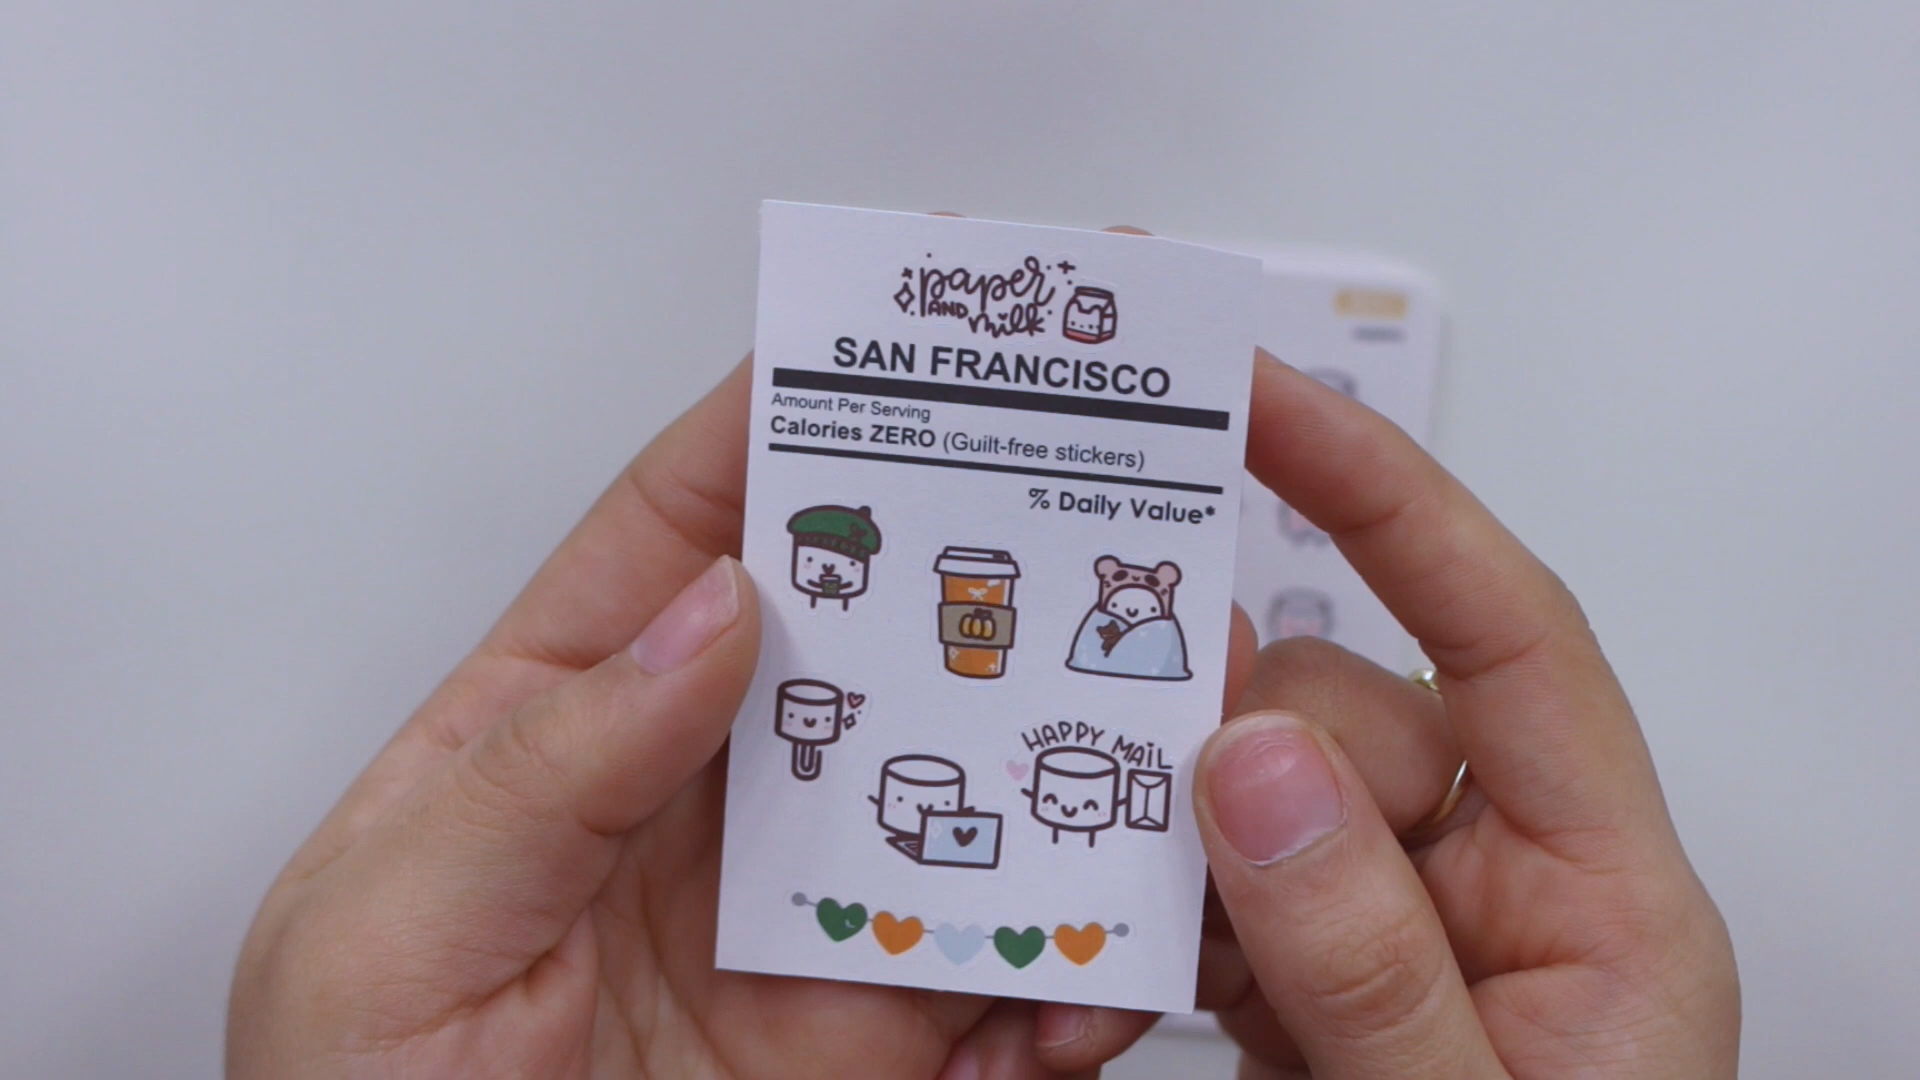 paper
AND milk
SAN FRANCISCO
Amount Per Serving
Calories ZERO (Guilt-free stickers)
% Daily Value*
HAPPY MAIL